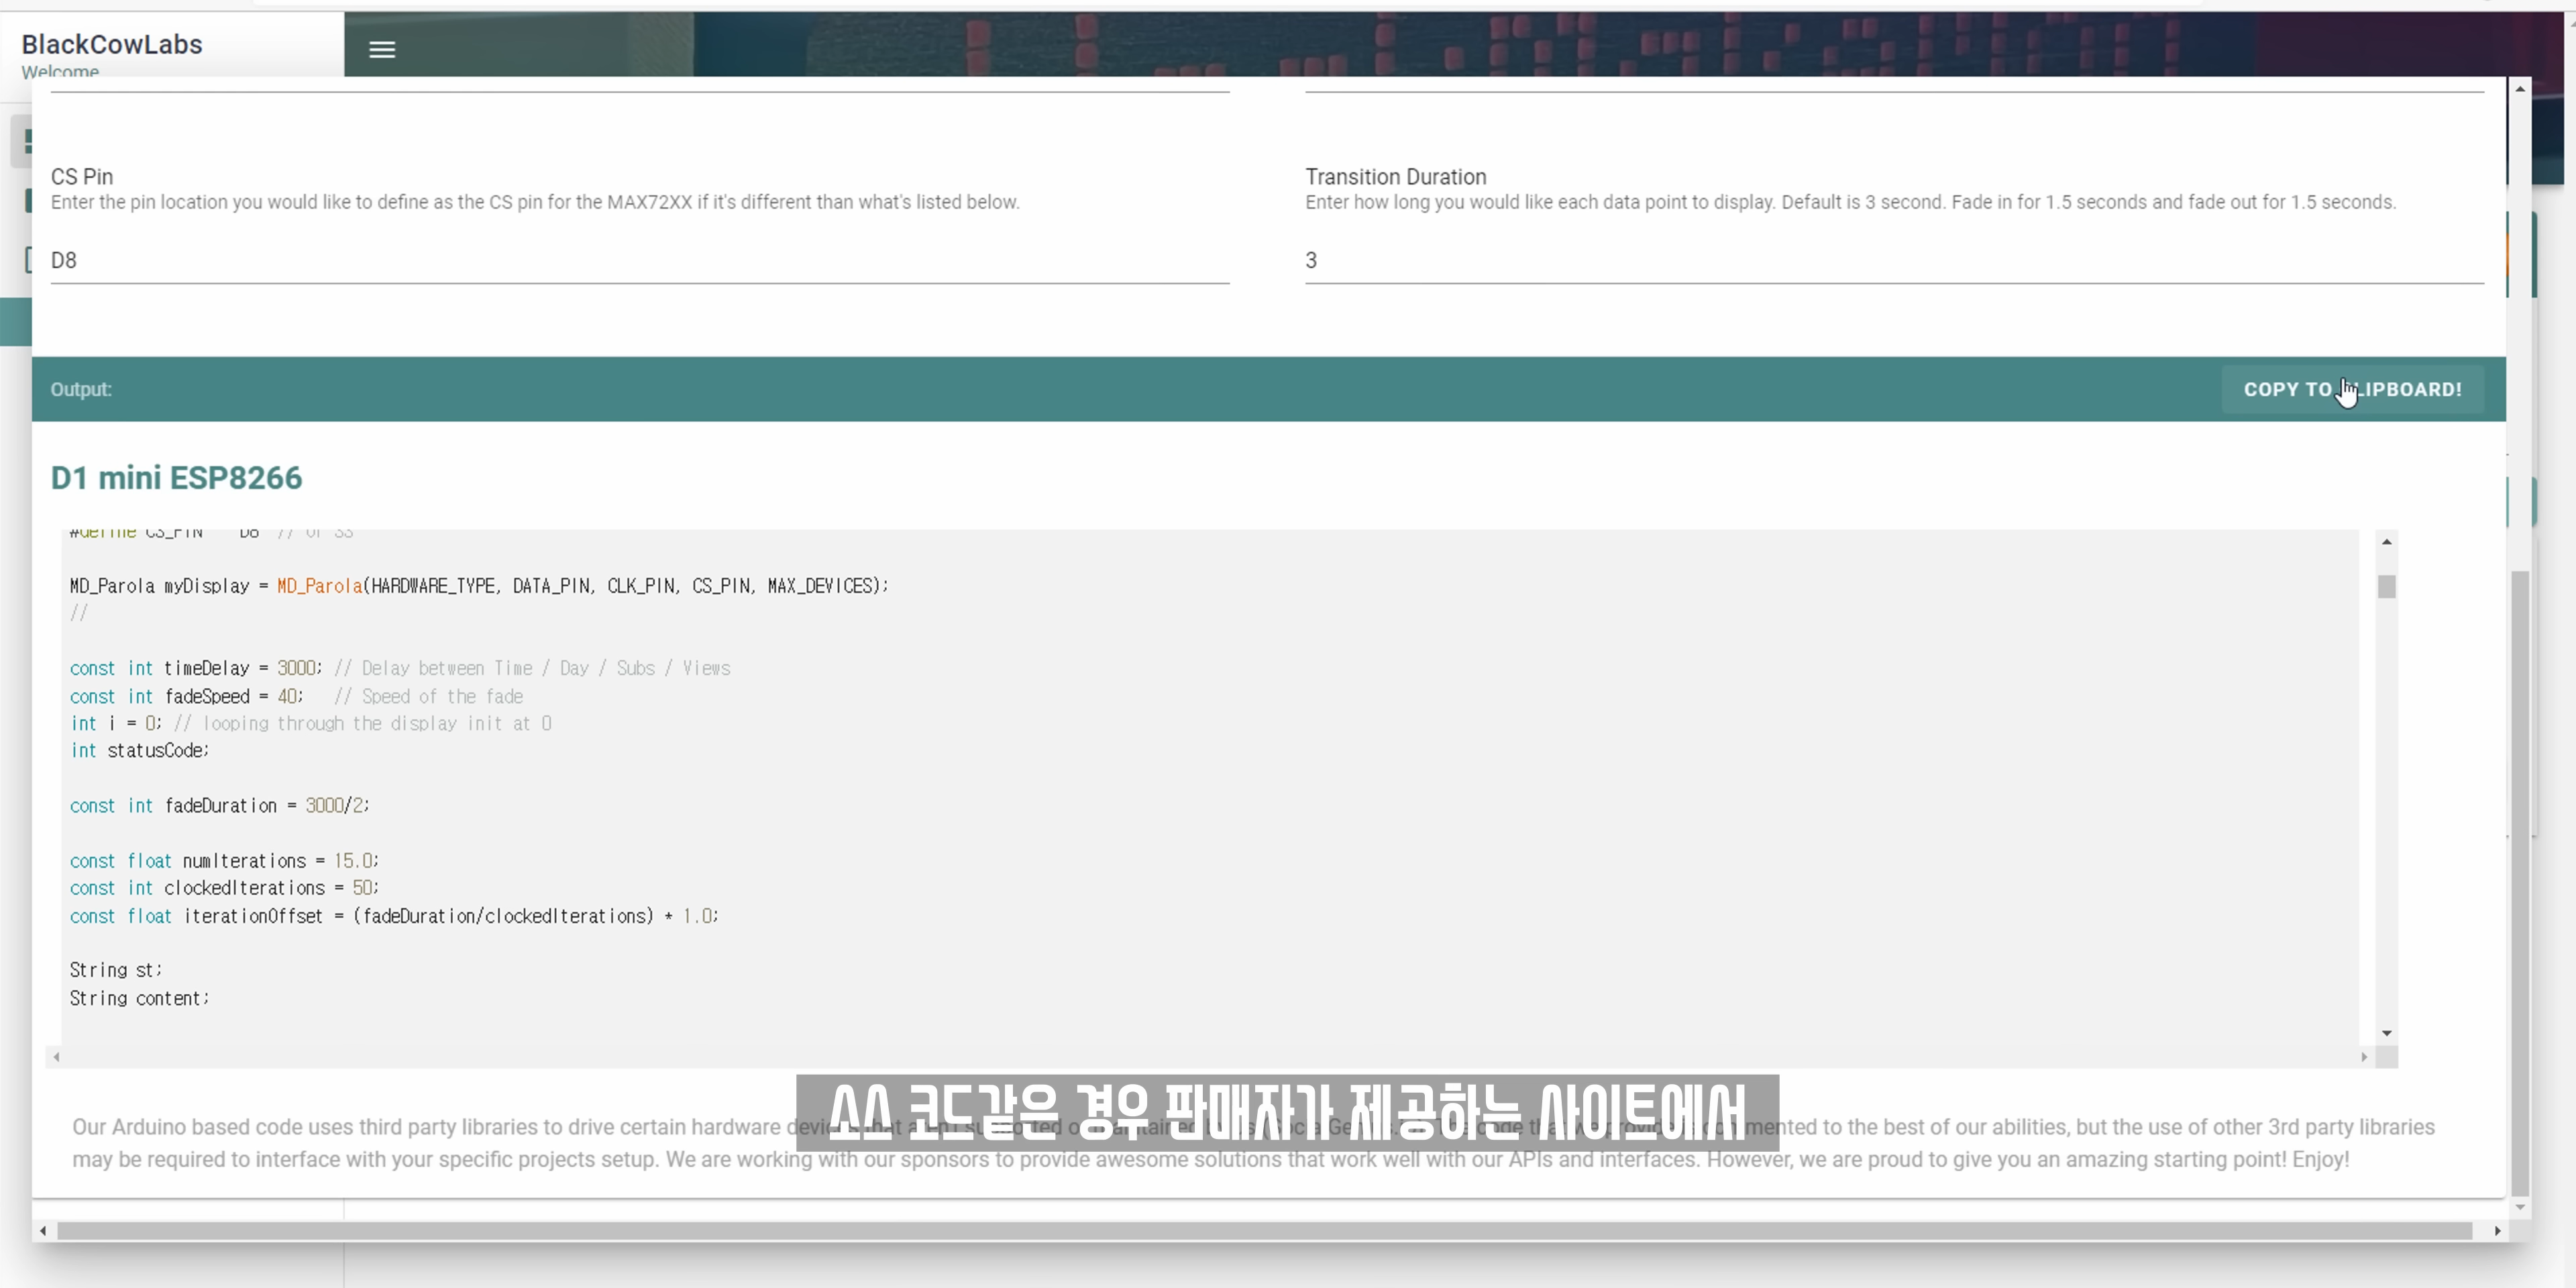 BlackCowLabs
Welcome
CS Pin
Enter the pin location you would like to define as the CS pin for the MAX72XX if it's different than what's listed below.
D8
Transition Duration
Enter how long you would like each data point to display. Default is 3 second. Fade in for 1.5 seconds and fade out for 1.5 seconds.
3
Output:
COPY TO CLIPBOARD!
D1 mini ESP8266
#define CS_PIN    D8  // or SS
MD_Parola myDisplay = MD_Parola(HARDWARE_TYPE, DATA_PIN, CLK_PIN, CS_PIN, MAX_DEVICES);
//
const int timeDelay = 3000; // Delay between Time / Day / Subs / Views
const int fadeSpeed = 40;   // Speed of the fade
int i = 0; // looping through the display init at 0
int statusCode;
const int fadeDuration = 3000/2;
const float numIterations = 15.0;
const int clockedIterations = 50;
const float iterationOffset = (fadeDuration/clockedIterations) * 1.0;
String st;
String content;
소스 코드같은 경우 판매자가 제공하는 사이트에서
Our Arduino based code uses third party libraries to drive certain hardware to the best of our abilities, but the use of other 3rd party libraries
may be required to interface with your specific projects setup. We are working with our sponsors to provide awesome solutions that work well with our APIs and interfaces. However, we are proud to give you an amazing starting point! Enjoy!